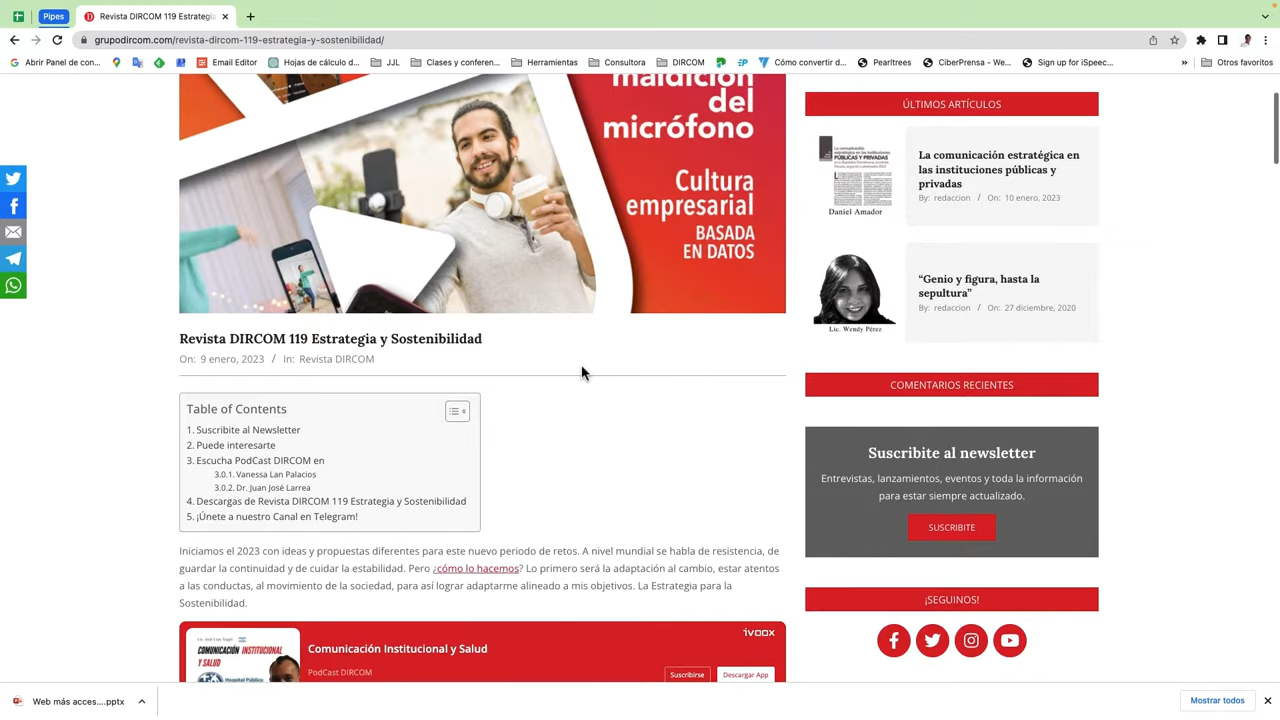 Pipes
Revista DIRCOM 119 Estrategia
grupodircom.com/revista-dircom-119-estrategia-y-sostenibilidad/
Abrir Panel de con...
Email Editor
Hojas de cálculo d...
JJL
Clases y conferen...
Herramientas
Consultora
DIRCOM
Cómo convertir d...
Pearltrees
CiberPrensa - We...
Sign up for iSpeec...
Otros favoritos
maldición
del
micrófono
Cultura
empresarial
BASADA
EN DATOS
Revista DIRCOM 119 Estrategia y Sostenibilidad
On: 9 enero, 2023 / In: Revista DIRCOM
Table of Contents
1. Suscribite al Newsletter
2. Puede interesarte
3. Escucha PodCast DIRCOM en
3.0.1. Vanessa Lan Palacios
3.0.2. Dr. Juan José Larrea
4. Descargas de Revista DIRCOM 119 Estrategia y Sostenibilidad
5. ¡Únete a nuestro Canal en Telegram!
Iniciamos el 2023 con ideas y propuestas diferentes para este nuevo periodo de retos. A nivel mundial se habla de resistencia, de
guardar la continuidad y de cuidar la estabilidad. Pero ¿cómo lo hacemos? Lo primero será la adaptación al cambio, estar atentos
a las conductas, al movimiento de la sociedad, para así lograr adaptarme alineado a mis objetivos. La Estrategia para la
Sostenibilidad.
COMUNICACIÓN INSTITUCIONAL
Y SALUD
Hospital Público
Comunicación Institucional y Salud
PodCast DIRCOM
ivoox
Suscribirse
Descargar App
ÚLTIMOS ARTÍCULOS
PÚBLICAS Y PRIVADAS
Daniel Amador
La comunicación estratégica en
las instituciones públicas y
privadas
By: redaccion / On: 10 enero, 2023
Lic. Wendy Pérez
“Genio y figura, hasta la
sepultura”
By: redaccion / On: 27 diciembre, 2020
COMENTARIOS RECIENTES
Suscribite al newsletter
Entrevistas, lanzamientos, eventos y toda la información
para estar siempre actualizado.
SUSCRIBITE
¡SEGUINOS!
Web más acces....pptx
Mostrar todos